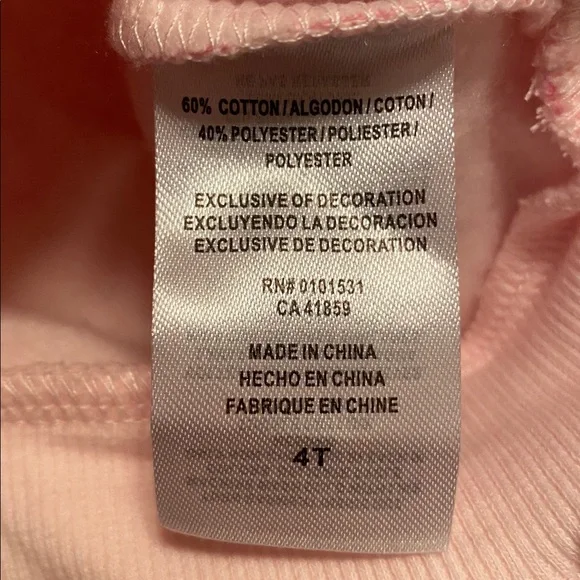 60% COTTON/ALGODON/COTON/
40% POLYESTER/POLIESTER/
POLYESTER
EXCLUSIVE OF DECORATION
EXCLUYENDO LA DECORACION
EXCLUSIVE DE DECORATION
RN# 0101531
CA 41859
MADE IN CHINA
HECHO EN CHINA
FABRIQUE EN CHINE
4T